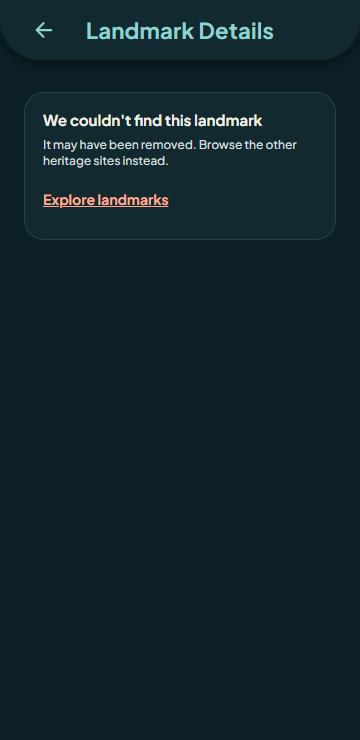 Landmark Details
We couldn't find this landmark
It may have been removed. Browse the other
heritage sites instead.
Explore landmarks